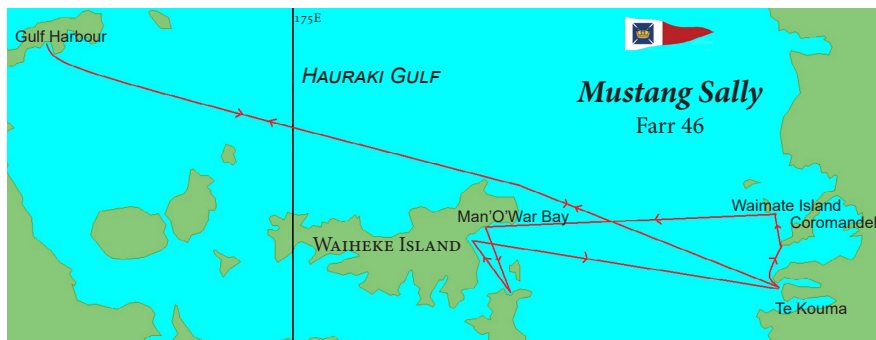 175E
Gulf Harbour
HAURAKI GULF
Mustang Sally
Farr 46
Man'O'War Bay
Waimate Island
Coromandel
WAIHEKE ISLAND
Te Kouma